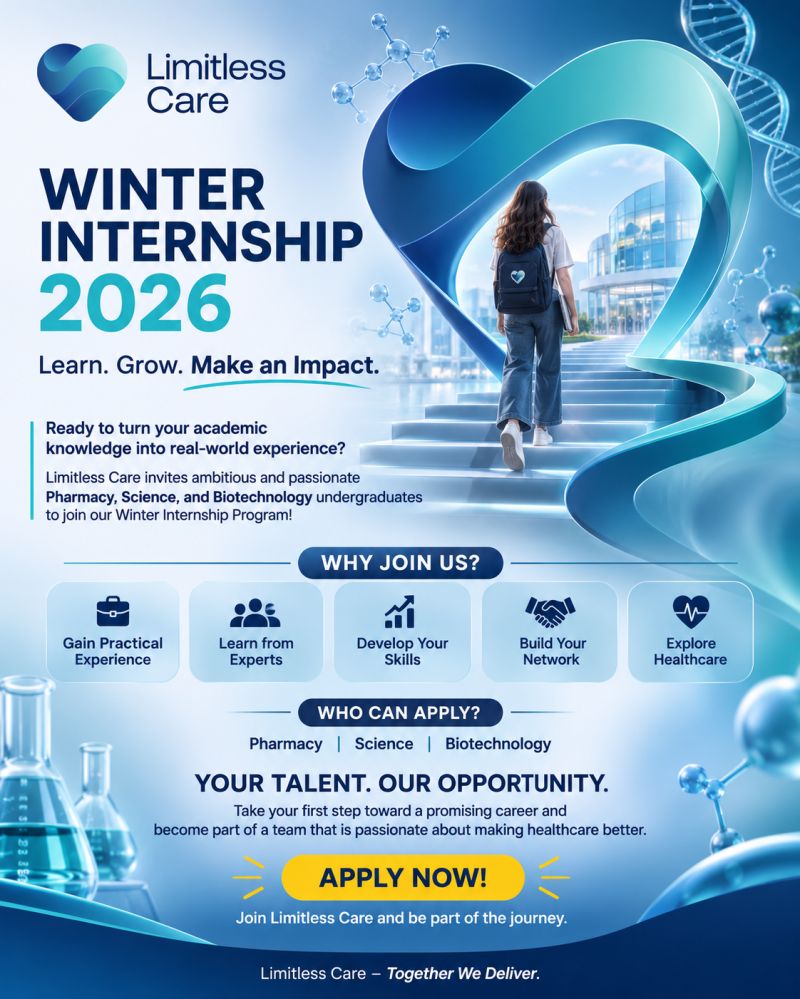 Limitless
Care
WINTER
INTERNSHIP
2026
Learn. Grow. Make an Impact.
Ready to turn your academic
knowledge into real-world experience?
Limitless Care invites ambitious and passionate
Pharmacy, Science, and Biotechnology undergraduates
to join our Winter Internship Program!
WHY JOIN US?
Gain Practical
Experience
Learn from
Experts
Develop Your
Skills
Build Your
Network
Explore
Healthcare
WHO CAN APPLY?
Pharmacy | Science | Biotechnology
YOUR TALENT. OUR OPPORTUNITY.
Take your first step toward a promising career and
become part of a team that is passionate about making healthcare better.
APPLY NOW!
Join Limitless Care and be part of the journey.
Limitless Care – Together We Deliver.